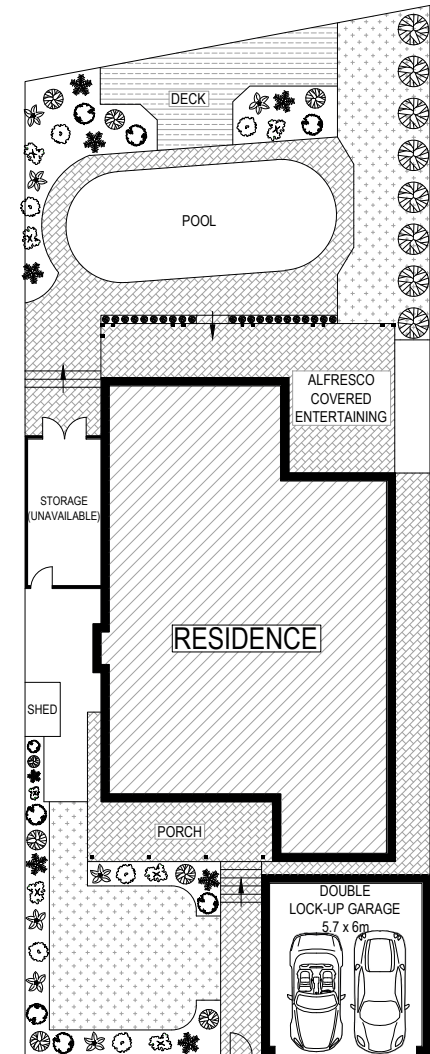 DECK
POOL
ALFRESCO
COVERED
ENTERTAINING
STORAGE
(UNAVAILABLE)
RESIDENCE
SHED
PORCH
DOUBLE
LOCK-UP GARAGE
5.7 x 6m